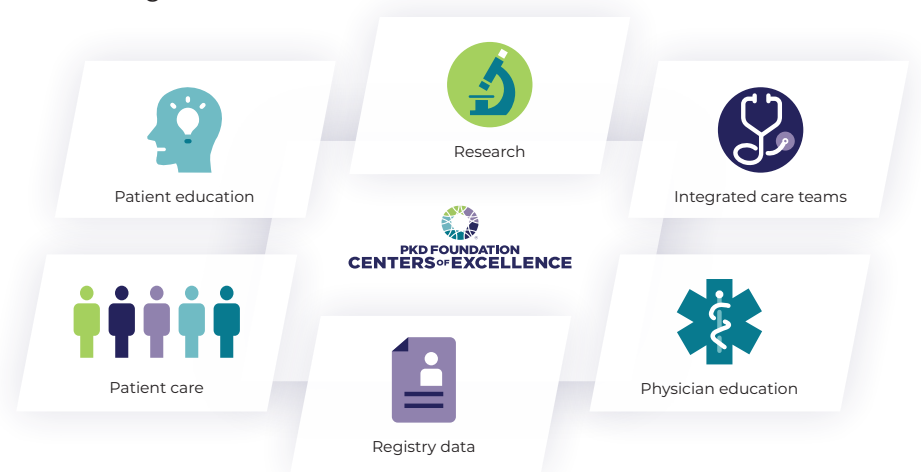 Research
Patient education
Integrated care teams
PKD FOUNDATION
CENTERS OF EXCELLENCE
Patient care
Physician education
Registry data